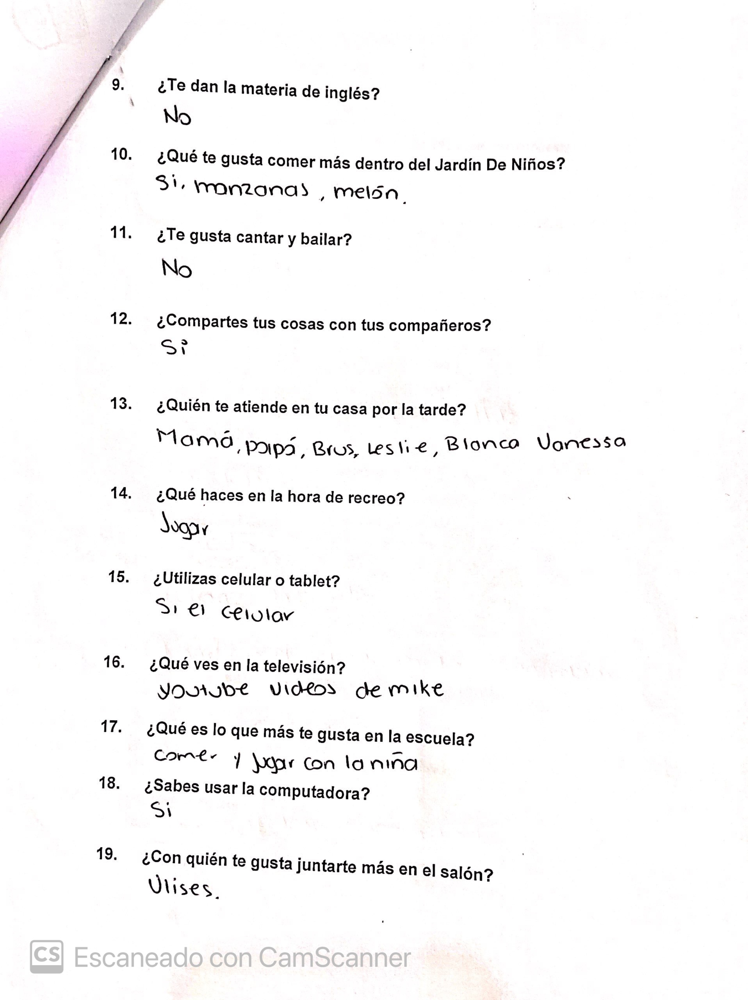 9. ¿Te dan la materia de inglés?
No
10. ¿Qué te gusta comer más dentro del Jardín De Niños?
Si, manzanas, melón.
11. ¿Te gusta cantar y bailar?
No
12. ¿Compartes tus cosas con tus compañeros?
Si
13. ¿Quién te atiende en tu casa por la tarde?
Mamá, papá, Brus, Leslie, Blanca Vanessa
14. ¿Qué haces en la hora de recreo?
Jugar
15. ¿Utilizas celular o tablet?
Si el celular
16. ¿Qué ves en la televisión?
youtube videos de mike
17. ¿Qué es lo que más te gusta en la escuela?
comer y jugar con la niña
18. ¿Sabes usar la computadora?
Si
19. ¿Con quién te gusta juntarte más en el salón?
Ulises.
CS Escaneado con CamScanner